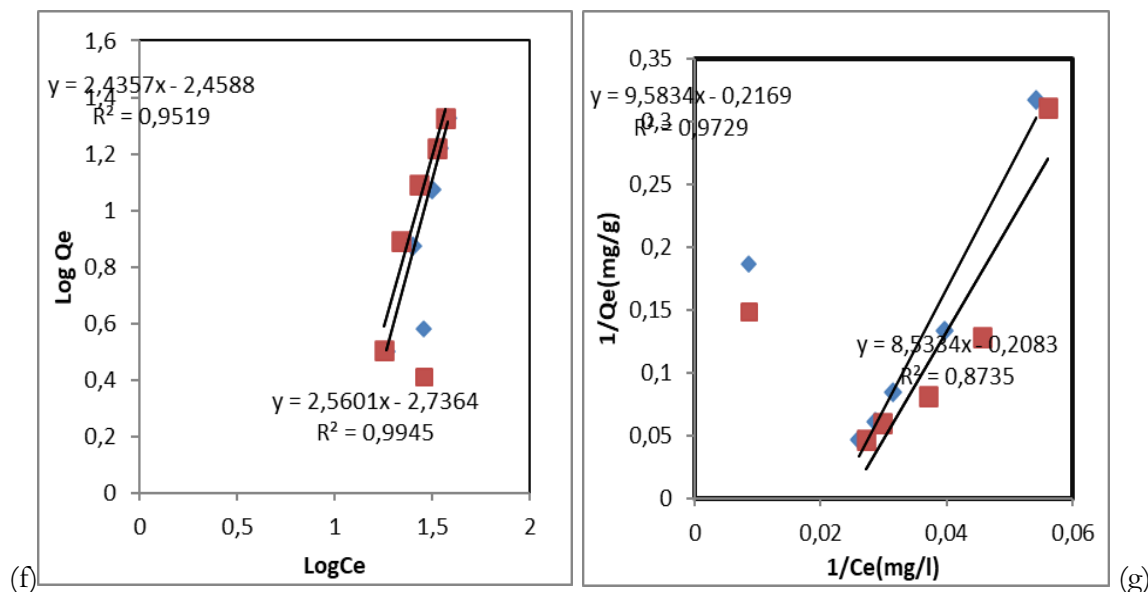 1,6
1,4
1,2
1
0,8
0,6
0,4
0,2
0
0
0,5
1
1,5
2
Log Qe
LogCe
y = 2,4357x - 2,4588
R² = 0,9519
y = 2,5601x - 2,7364
R² = 0,9945
(f)
0,35
0,3
0,25
0,2
0,15
0,1
0,05
0
0
0,02
0,04
0,06
1/Qe(mg/g)
1/Ce(mg/l)
y = 9,5834x - 0,2169
R² = 0,9729
y = 8,5334x - 0,2083
R² = 0,8735
(g)